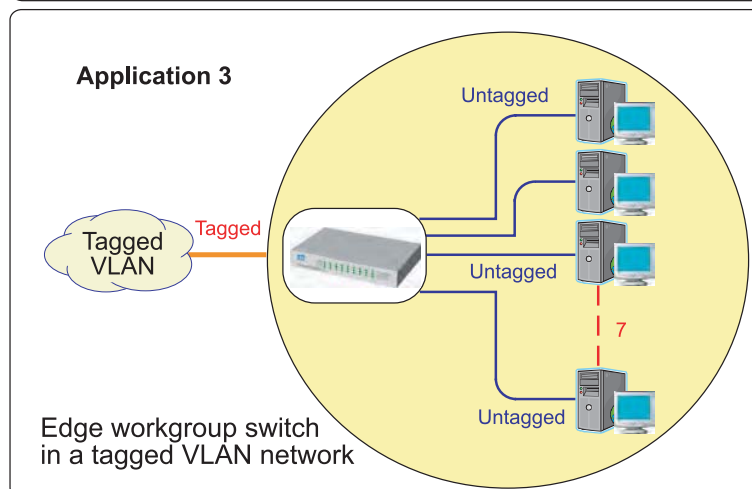 Application 3
Untagged
Tagged
Tagged
VLAN
Untagged
7
Untagged
Edge workgroup switch
in a tagged VLAN network